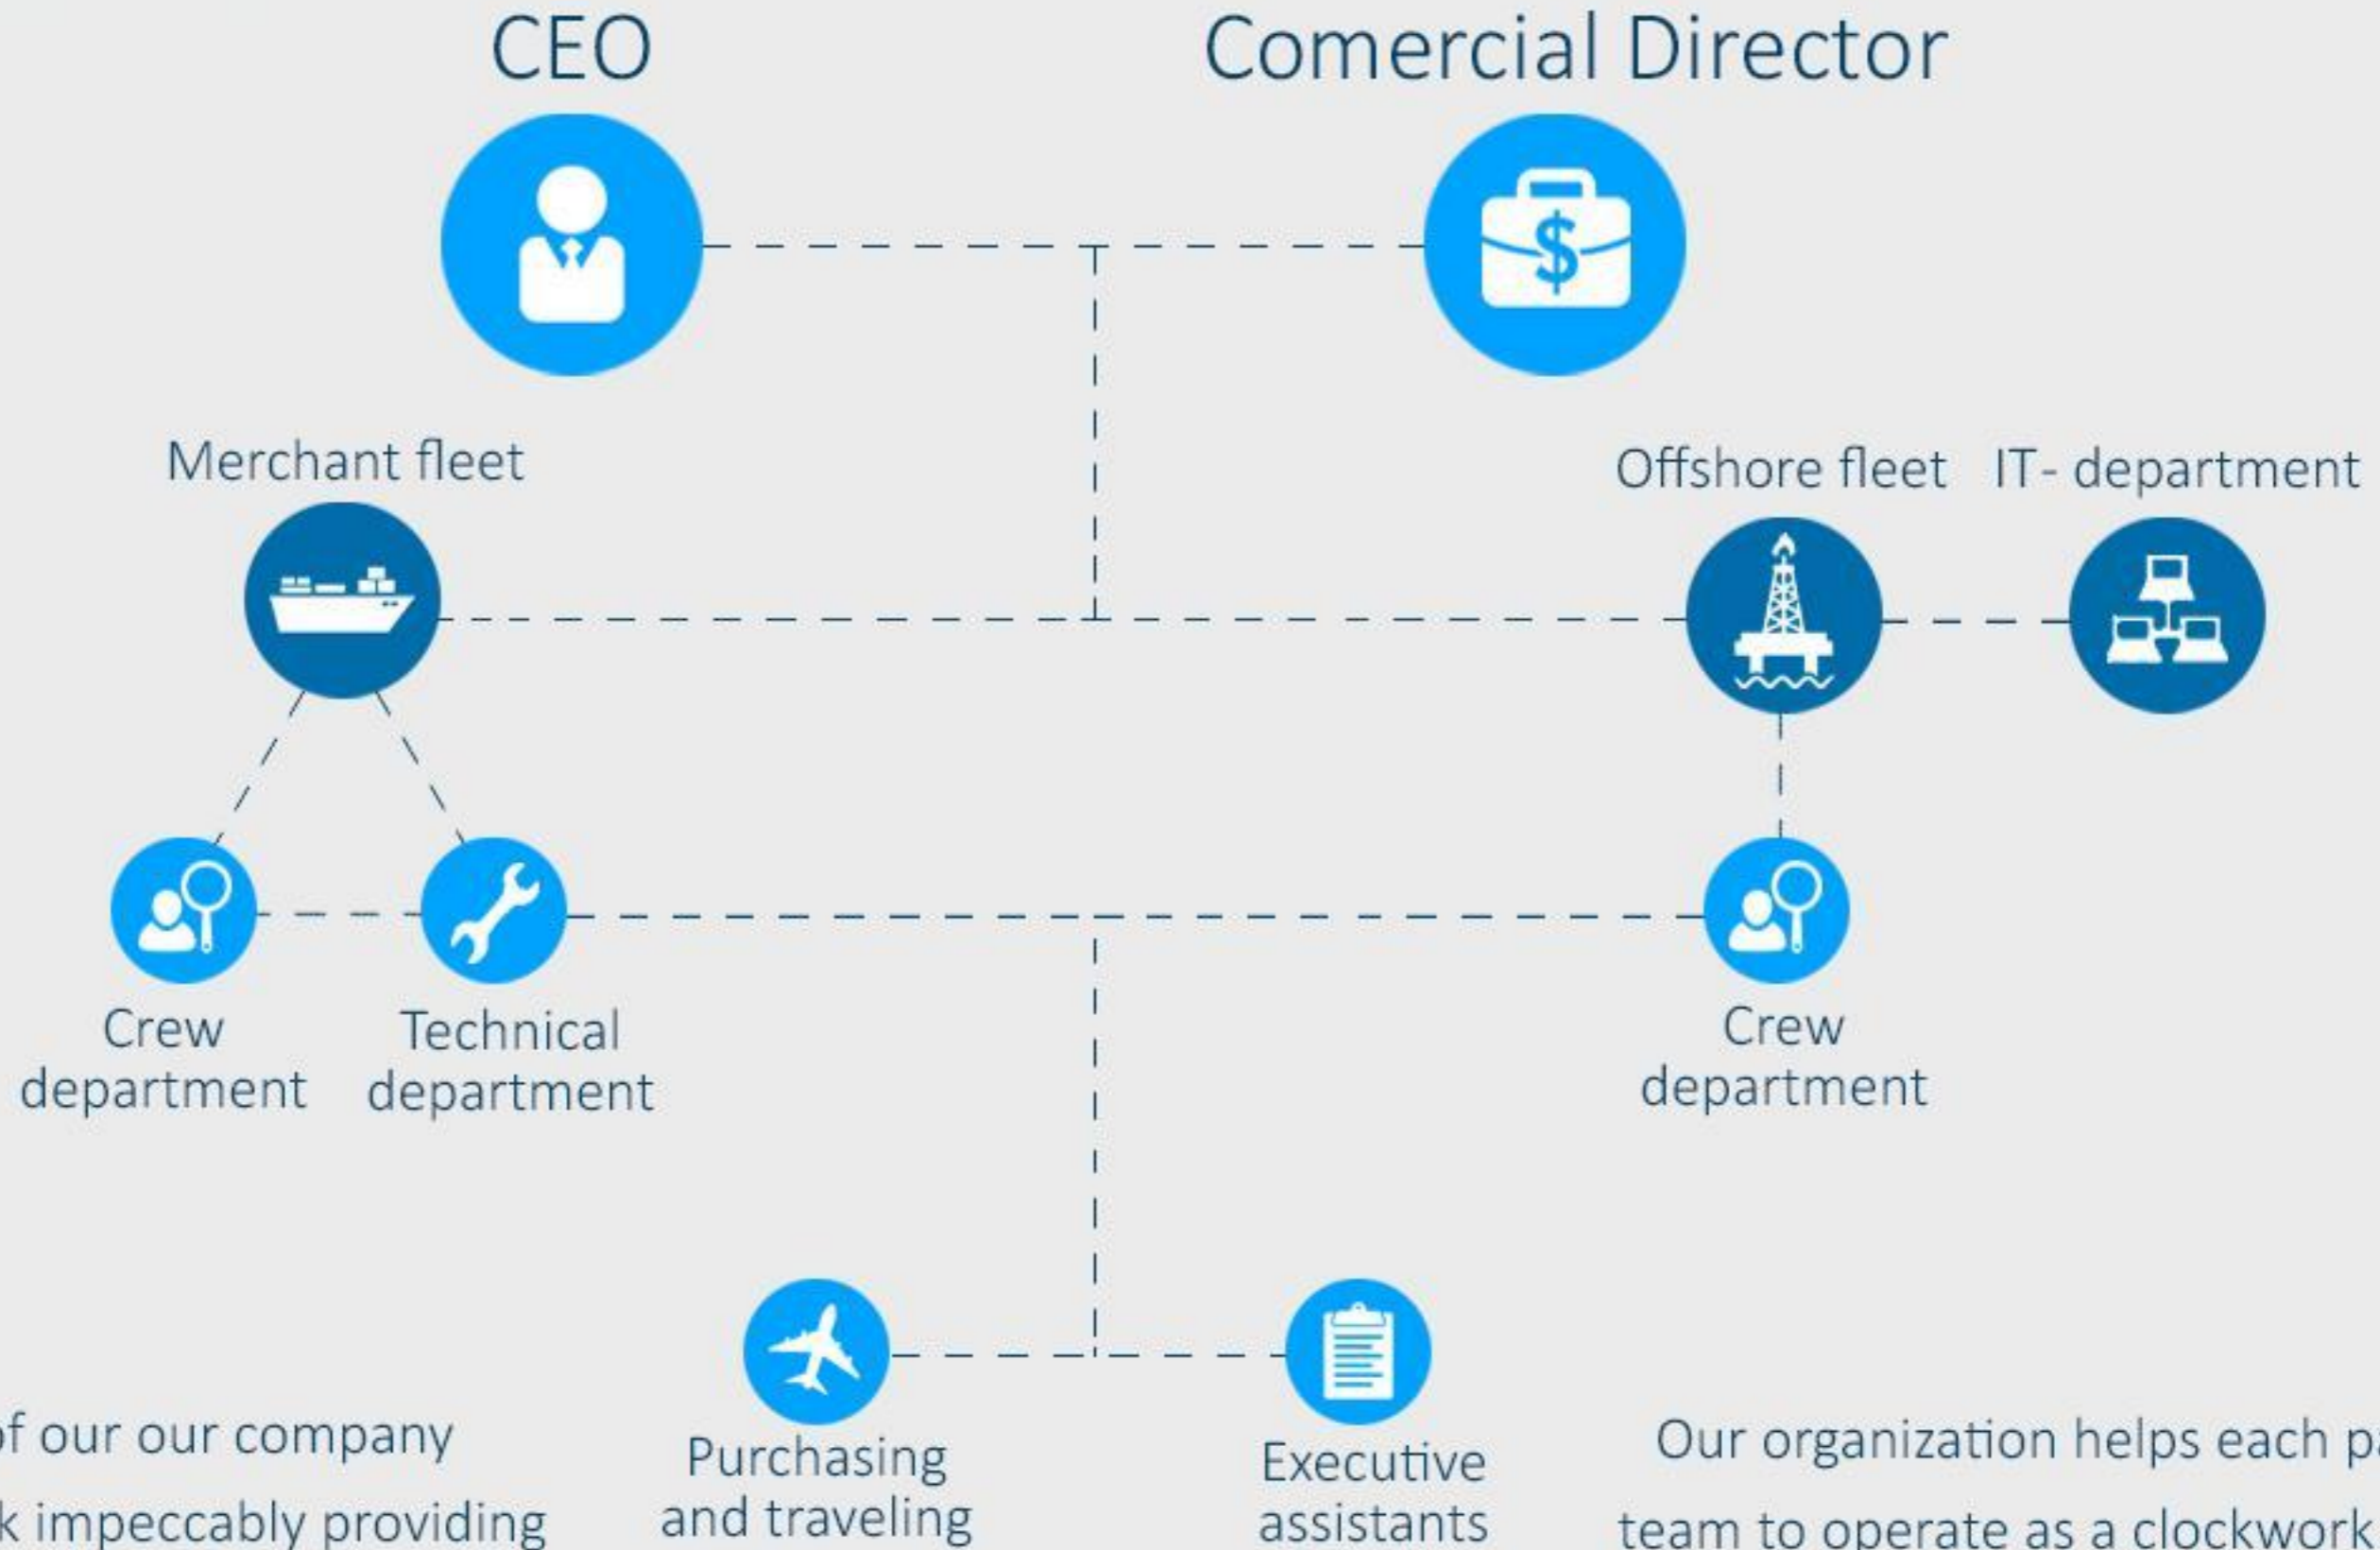 CEO
Comercial Director
Merchant fleet
Offshore fleet
IT- department
Crew
department
Technical
department
Crew
department
Purchasing
and traveling
Executive
assistants
of our our company
impeccably providing
Our organization helps each
team to operate as a clockwork
$